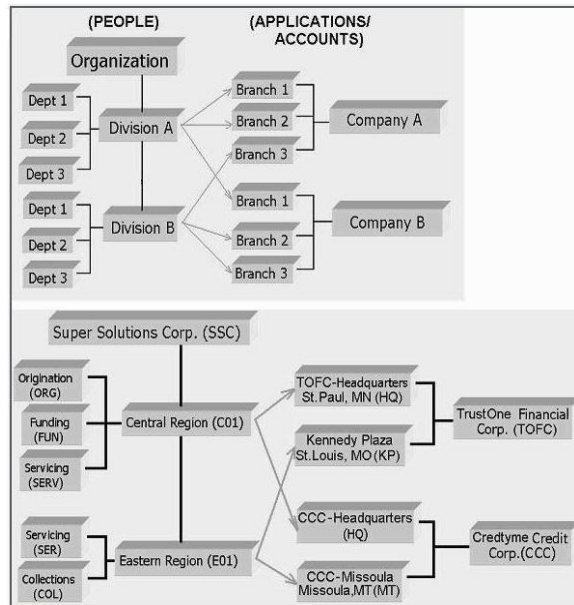 (PEOPLE)
(APPLICATIONS/
ACCOUNTS)
Organization
Dept 1
Dept 2
Dept 3
Division A
Dept 1
Dept 2
Dept 3
Division B
Branch 1
Branch 2
Branch 3
Company A
Branch 1
Branch 2
Branch 3
Company B
Super Solutions Corp. (SSC)
Origination
(ORG)
Funding
(FUN)
Servicing
(SERV)
Central Region (C01)
Servicing
(SER)
Collections
(COL)
Eastern Region (E01)
TOFC-Headquarters
St.Paul, MN (HQ)
Kennedy Plaza
St.Louis, MO(KP)
TrustOne Financial
Corp. (TOFC)
CCC-Headquarters
(HQ)
CCC-Missoula
Missoula,MT(MT)
Credtyme Credit
Corp.(CCC)